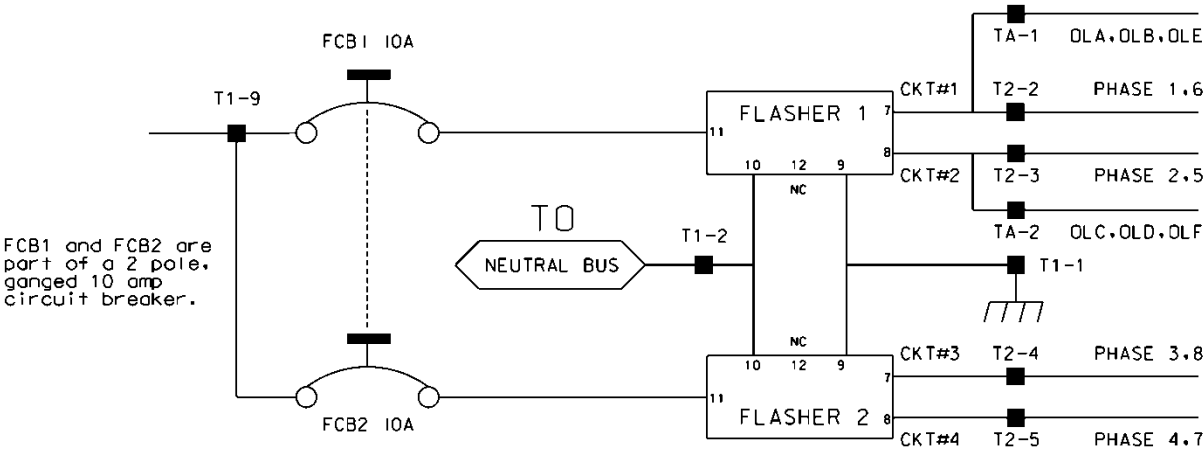 TA-1 OLA,OLB,OLE
FCB1 10A
T1-9
CKT#1 T2-2 PHASE 1,6
FLASHER 1 7
11
8
10 12 9
NC
CKT#2 T2-3 PHASE 2,5
TO
TA-2 OLC,OLD,OLF
T1-2
NEUTRAL BUS
T1-1
FCB1 and FCB2 are
part of a 2 pole,
ganged 10 amp
circuit breaker.
NC
10 12 9
CKT#3 T2-4 PHASE 3,8
7
11
FLASHER 2 8
FCB2 10A
CKT#4 T2-5 PHASE 4,7